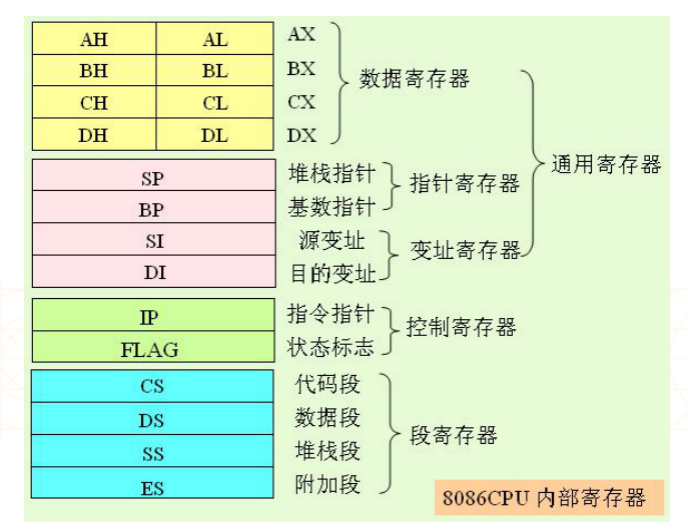 AH AL AX
BH BL BX 数据寄存器
CH CL CX
DH DL DX
通用寄存器
SP 堆栈指针 指针寄存器
BP 基数指针
SI 源变址 变址寄存器
DI 目的变址
IP 指令指针 控制寄存器
FLAG 状态标志
CS 代码段
DS 数据段 段寄存器
SS 堆栈段
ES 附加段
8086CPU 内部寄存器